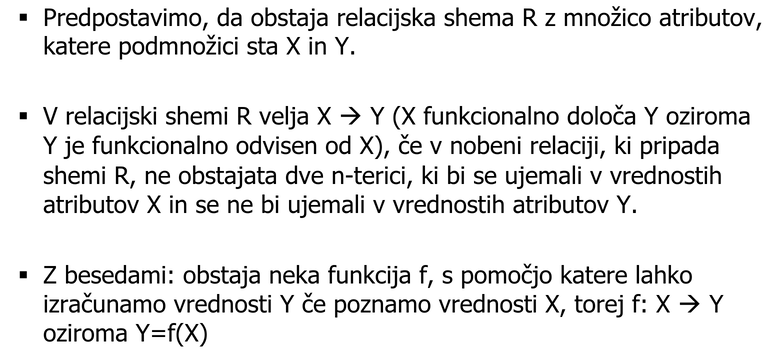 ▪ Predpostavimo, da obstaja relacijska shema R z množico atributov,
katere podmnožici sta X in Y.
▪ V relacijski shemi R velja X → Y (X funkcionalno določa Y oziroma
Y je funkcionalno odvisen od X), če v nobeni relaciji, ki pripada
shemi R, ne obstajata dve n-terici, ki bi se ujemali v vrednostih
atributov X in se ne bi ujemali v vrednostih atributov Y.
▪ Z besedami: obstaja neka funkcija f, s pomočjo katere lahko
izračunamo vrednosti Y če poznamo vrednosti X, torej f: X → Y
oziroma Y=f(X)